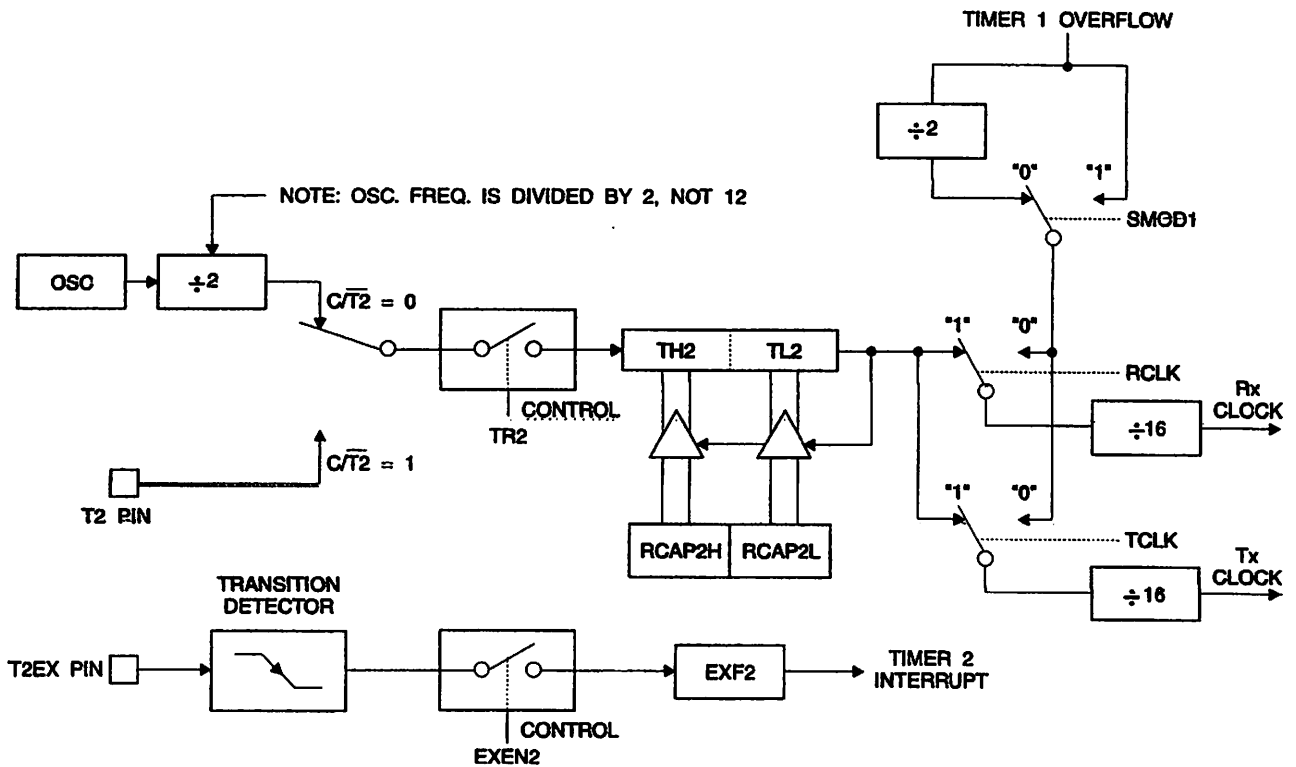 TIMER 1 OVERFLOW
÷2
"0" "1"
SMOD1
NOTE: OSC. FREQ. IS DIVIDED BY 2, NOT 12
OSC
÷2
C/T2 = 0
TH2 TL2
"1" "0"
RCLK
Rx
CLOCK
÷16
CONTROL
TR2
C/T2 = 1
T2 PIN
RCAP2H RCAP2L
"1" "0"
TCLK
Tx
CLOCK
÷16
TRANSITION
DETECTOR
T2EX PIN
EXF2
TIMER 2
INTERRUPT
CONTROL
EXEN2